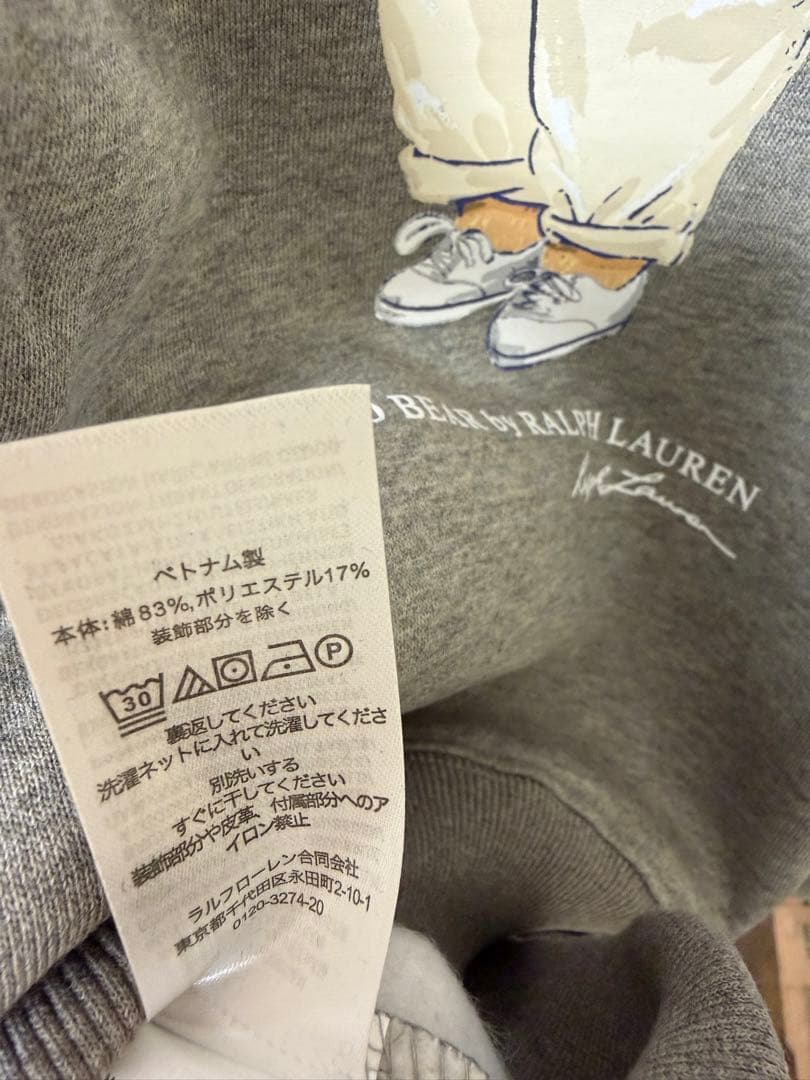 BEAR by RALPH LAUREN
Ralph Lauren
ベトナム製
本体:綿83%,ポリエステル17%
装飾部分を除く
30
P
裏返してください
洗濯ネットに入れて洗濯してくださ
い
別洗いする
すぐに干してください
装飾部分や皮革、付属部分へのア
イロン禁止
ラルフローレン合同会社
東京都千代田区永田町2-10-1
0120-3274-20